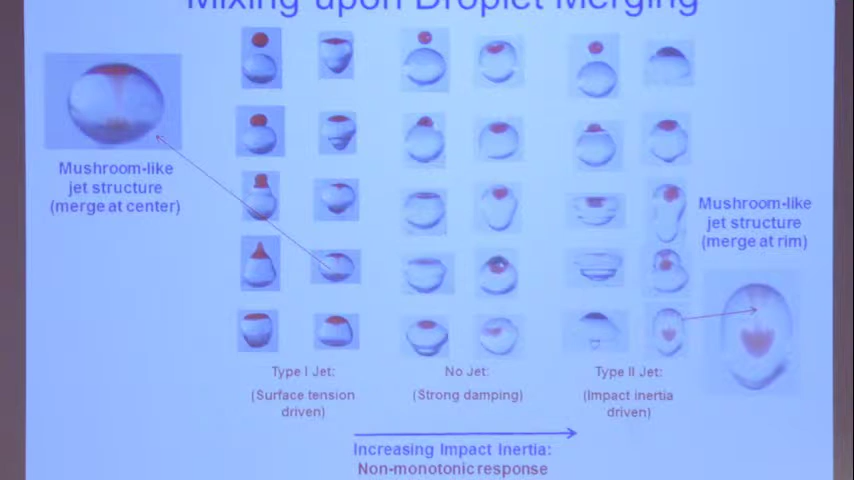 Mixing upon Droplet Merging
Mushroom-like
jet structure
(merge at center)
Mushroom-like
jet structure
(merge at rim)
Type I Jet:
(Surface tension
driven)
No Jet:
(Strong damping)
Type II Jet:
(Impact inertia
driven)
Increasing Impact Inertia:
Non-monotonic response